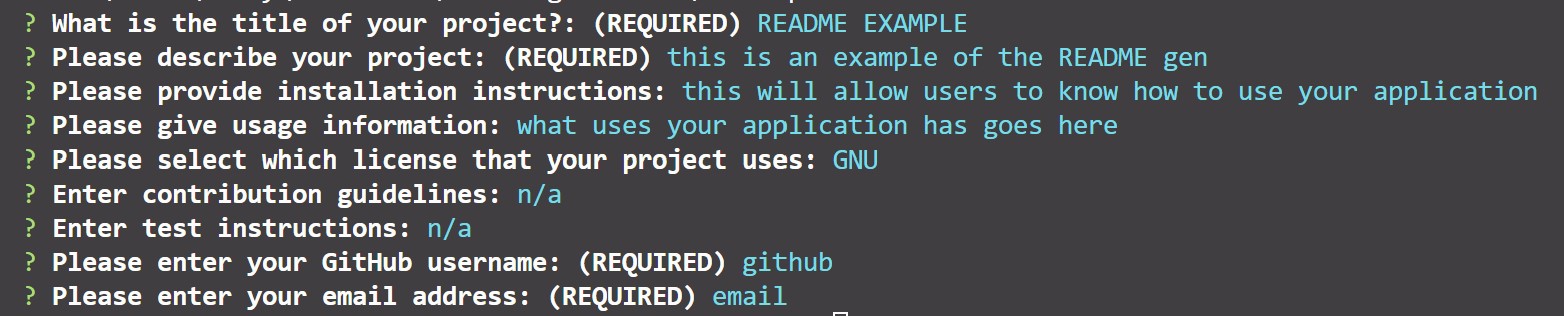 ? What is the title of your project?: (REQUIRED) README EXAMPLE
? Please describe your project: (REQUIRED) this is an example of the README gen
? Please provide installation instructions: this will allow users to know how to use your application
? Please give usage information: what uses your application has goes here
? Please select which license that your project uses: GNU
? Enter contribution guidelines: n/a
? Enter test instructions: n/a
? Please enter your GitHub username: (REQUIRED) github
? Please enter your email address: (REQUIRED) email